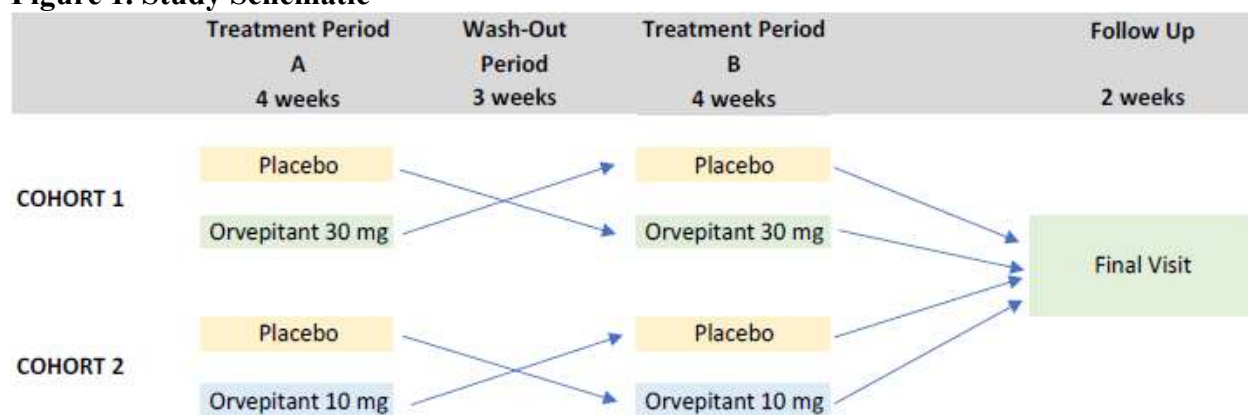 Figure 1. Study Schematic
Treatment Period Wash-Out Treatment Period Follow Up
A Period B
4 weeks 3 weeks 4 weeks 2 weeks
Placebo Placebo
COHORT 1
Orvepitant 30 mg Orvepitant 30 mg
Final Visit
Placebo Placebo
COHORT 2
Orvepitant 10 mg Orvepitant 10 mg